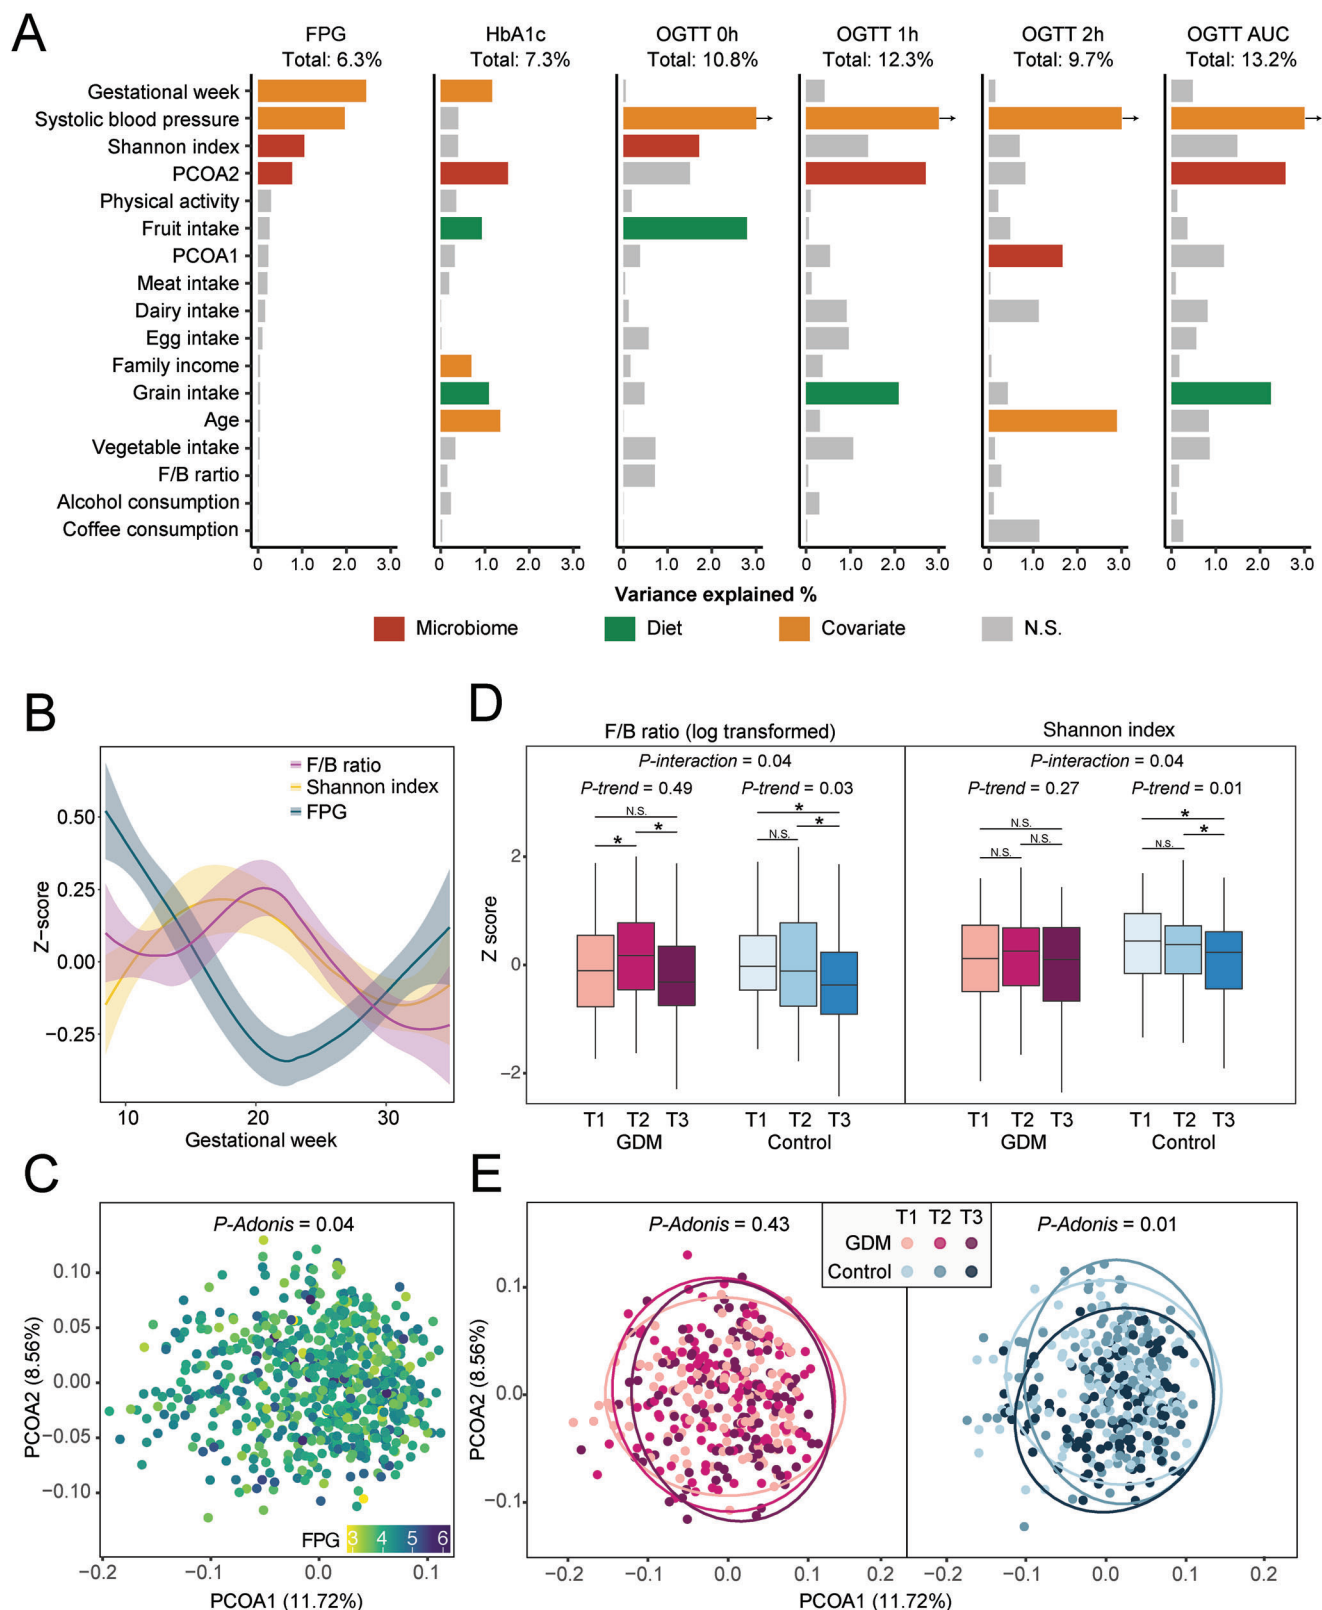 A
FPG HbA1c OGTT 0h OGTT 1h OGTT 2h OGTT AUC
Total: 6.3% Total: 7.3% Total: 10.8% Total: 12.3% Total: 9.7% Total: 13.2%
Gestational week
Systolic blood pressure
Shannon index
PCOA2
Physical activity
Fruit intake
PCOA1
Meat intake
Dairy intake
Egg intake
Family income
Grain intake
Age
Vegetable intake
F/B rartio
Alcohol consumption
Coffee consumption
0 1.0 2.0 3.0 0 1.0 2.0 3.0 0 1.0 2.0 3.0 0 1.0 2.0 3.0 0 1.0 2.0 3.0 0 1.0 2.0 3.0
Variance explained %
Microbiome Diet Covariate N.S.
B
F/B ratio
Shannon index
FPG
0.50
0.25
0.00
−0.25
Z−score
10 20 30
Gestational week
D
F/B ratio (log transformed) Shannon index
P-interaction = 0.04 P-interaction = 0.04
P-trend = 0.49 P-trend = 0.03 P-trend = 0.27 P-trend = 0.01
N.S. * * *
N.S. * N.S. N.S.
N.S. * *
N.S.
2
0
−2
Z score
T1 T2 T3 T1 T2 T3 T1 T2 T3 T1 T2 T3
GDM Control GDM Control
C
P-Adonis = 0.04
0.10
0.05
0.00
−0.05
−0.10
PCOA2 (8.56%)
FPG 3 4 5 6
−0.2 −0.1 0.0 0.1
PCOA1 (11.72%)
E
P-Adonis = 0.43 P-Adonis = 0.01
T1 T2 T3
GDM
Control
0.1
0.0
−0.1
PCOA2 (8.56%)
−0.2 −0.1 0.0 0.1 0.2 −0.2 −0.1 0.0 0.1 0.2
PCOA1 (11.72%)